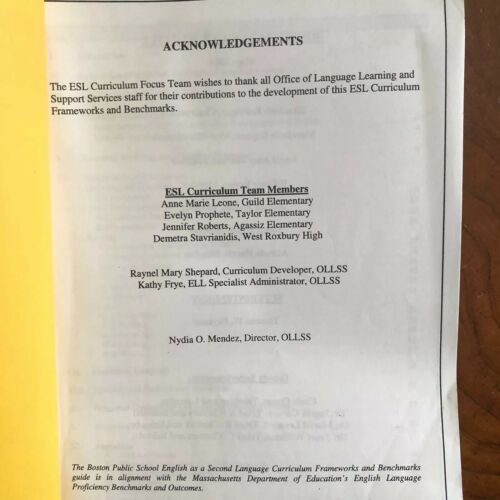 ACKNOWLEDGEMENTS
The ESL Curriculum Focus Team wishes to thank all Office of Language Learning and
Support Services staff for their contributions to the development of this ESL Curriculum
Frameworks and Benchmarks.
ESL Curriculum Team Members
Anne Marie Leone, Guild Elementary
Evelyn Prophete, Taylor Elementary
Jennifer Roberts, Agassiz Elementary
Demetra Stavrianidis, West Roxbury High
Raynel Mary Shepard, Curriculum Developer, OLLSS
Kathy Frye, ELL Specialist Administrator, OLLSS
Nydia O. Mendez, Director, OLLSS
The Boston Public School English as a Second Language Curriculum Frameworks and Benchmarks
guide is in alignment with the Massachusetts Department of Education's English Language
Proficiency Benchmarks and Outcomes.